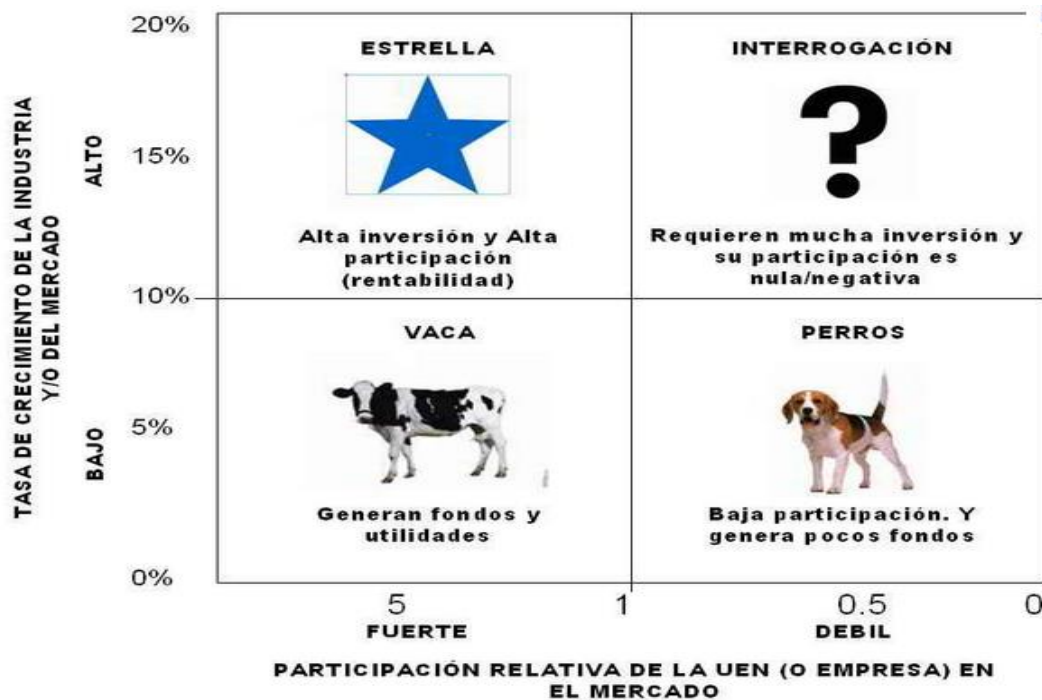 20%
ESTRELLA
INTERROGACIÓN
?
15%
ALTO
TASA DE CRECIMIENTO DE LA INDUSTRIA
Y/O DEL MERCADO
Alta inversión y Alta
participación
(rentabilidad)
Requieren mucha inversión y
su participación es
nula/negativa
10%
VACA
PERROS
5%
BAJO
Generan fondos y
utilidades
Baja participación. Y
genera pocos fondos
0%
5
1
0.5
0
FUERTE
DEBIL
PARTICIPACIÓN RELATIVA DE LA UEN (O EMPRESA) EN
EL MERCADO